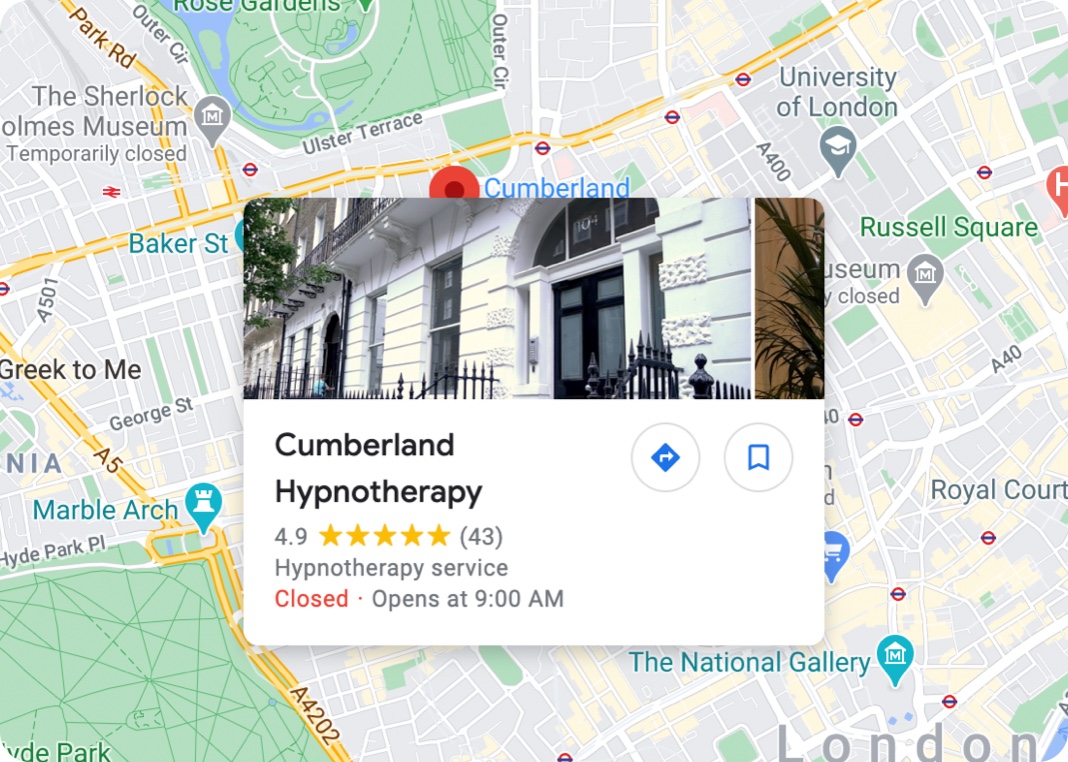 Rose Gardens
Park Rd
Outer Cir
Outer Cir
The Sherlock
olmes Museum
Temporarily closed
Ulster Terrace
University
of London
A400
Cumberland
Baker St
Russell Square
useum
y closed
104
A501
Greek to Me
George St
A40
40
NIA
A5
Cumberland
Hypnotherapy
4.9 (43)
Hypnotherapy service
Closed · Opens at 9:00 AM
n
d
Royal Court
Marble Arch
Hyde Park Pl
The National Gallery
A4202
yde Park
London
H